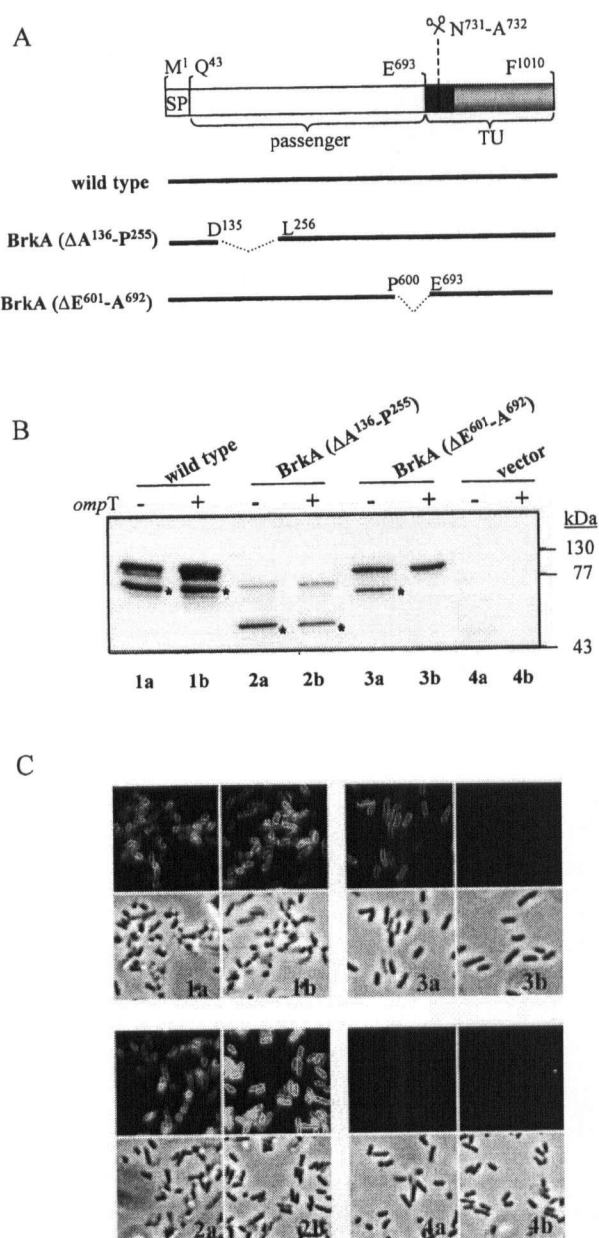 A
N⁷³¹-A⁷³²
M¹ Q⁴³ E⁶⁹³ F¹⁰¹⁰
SP
passenger TU
wild type
BrkA (ΔA¹³⁶-P²⁵⁵) D¹³⁵ L²⁵⁶
BrkA (ΔE⁶⁰¹-A⁶⁹²) P⁶⁰⁰ E⁶⁹³
B
wild type BrkA (ΔA¹³⁶-P²⁵⁵) BrkA (ΔE⁶⁰¹-A⁶⁹²) vector
ompT - + - + - + - + kDa
130
77
* * * * *
43
1a 1b 2a 2b 3a 3b 4a 4b
C
1a 1b 3a 3b
2a 2b 4a 4b